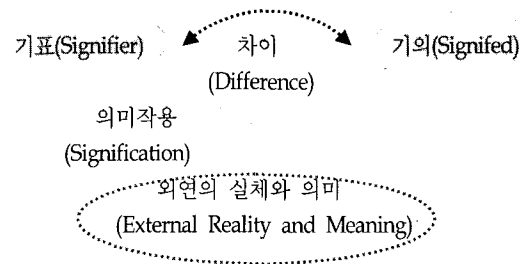 기표(Signifier) 차이 기의(Signifed)
(Difference)
의미작용
(Signification)
외연의 실체와 의미
(External Reality and Meaning)